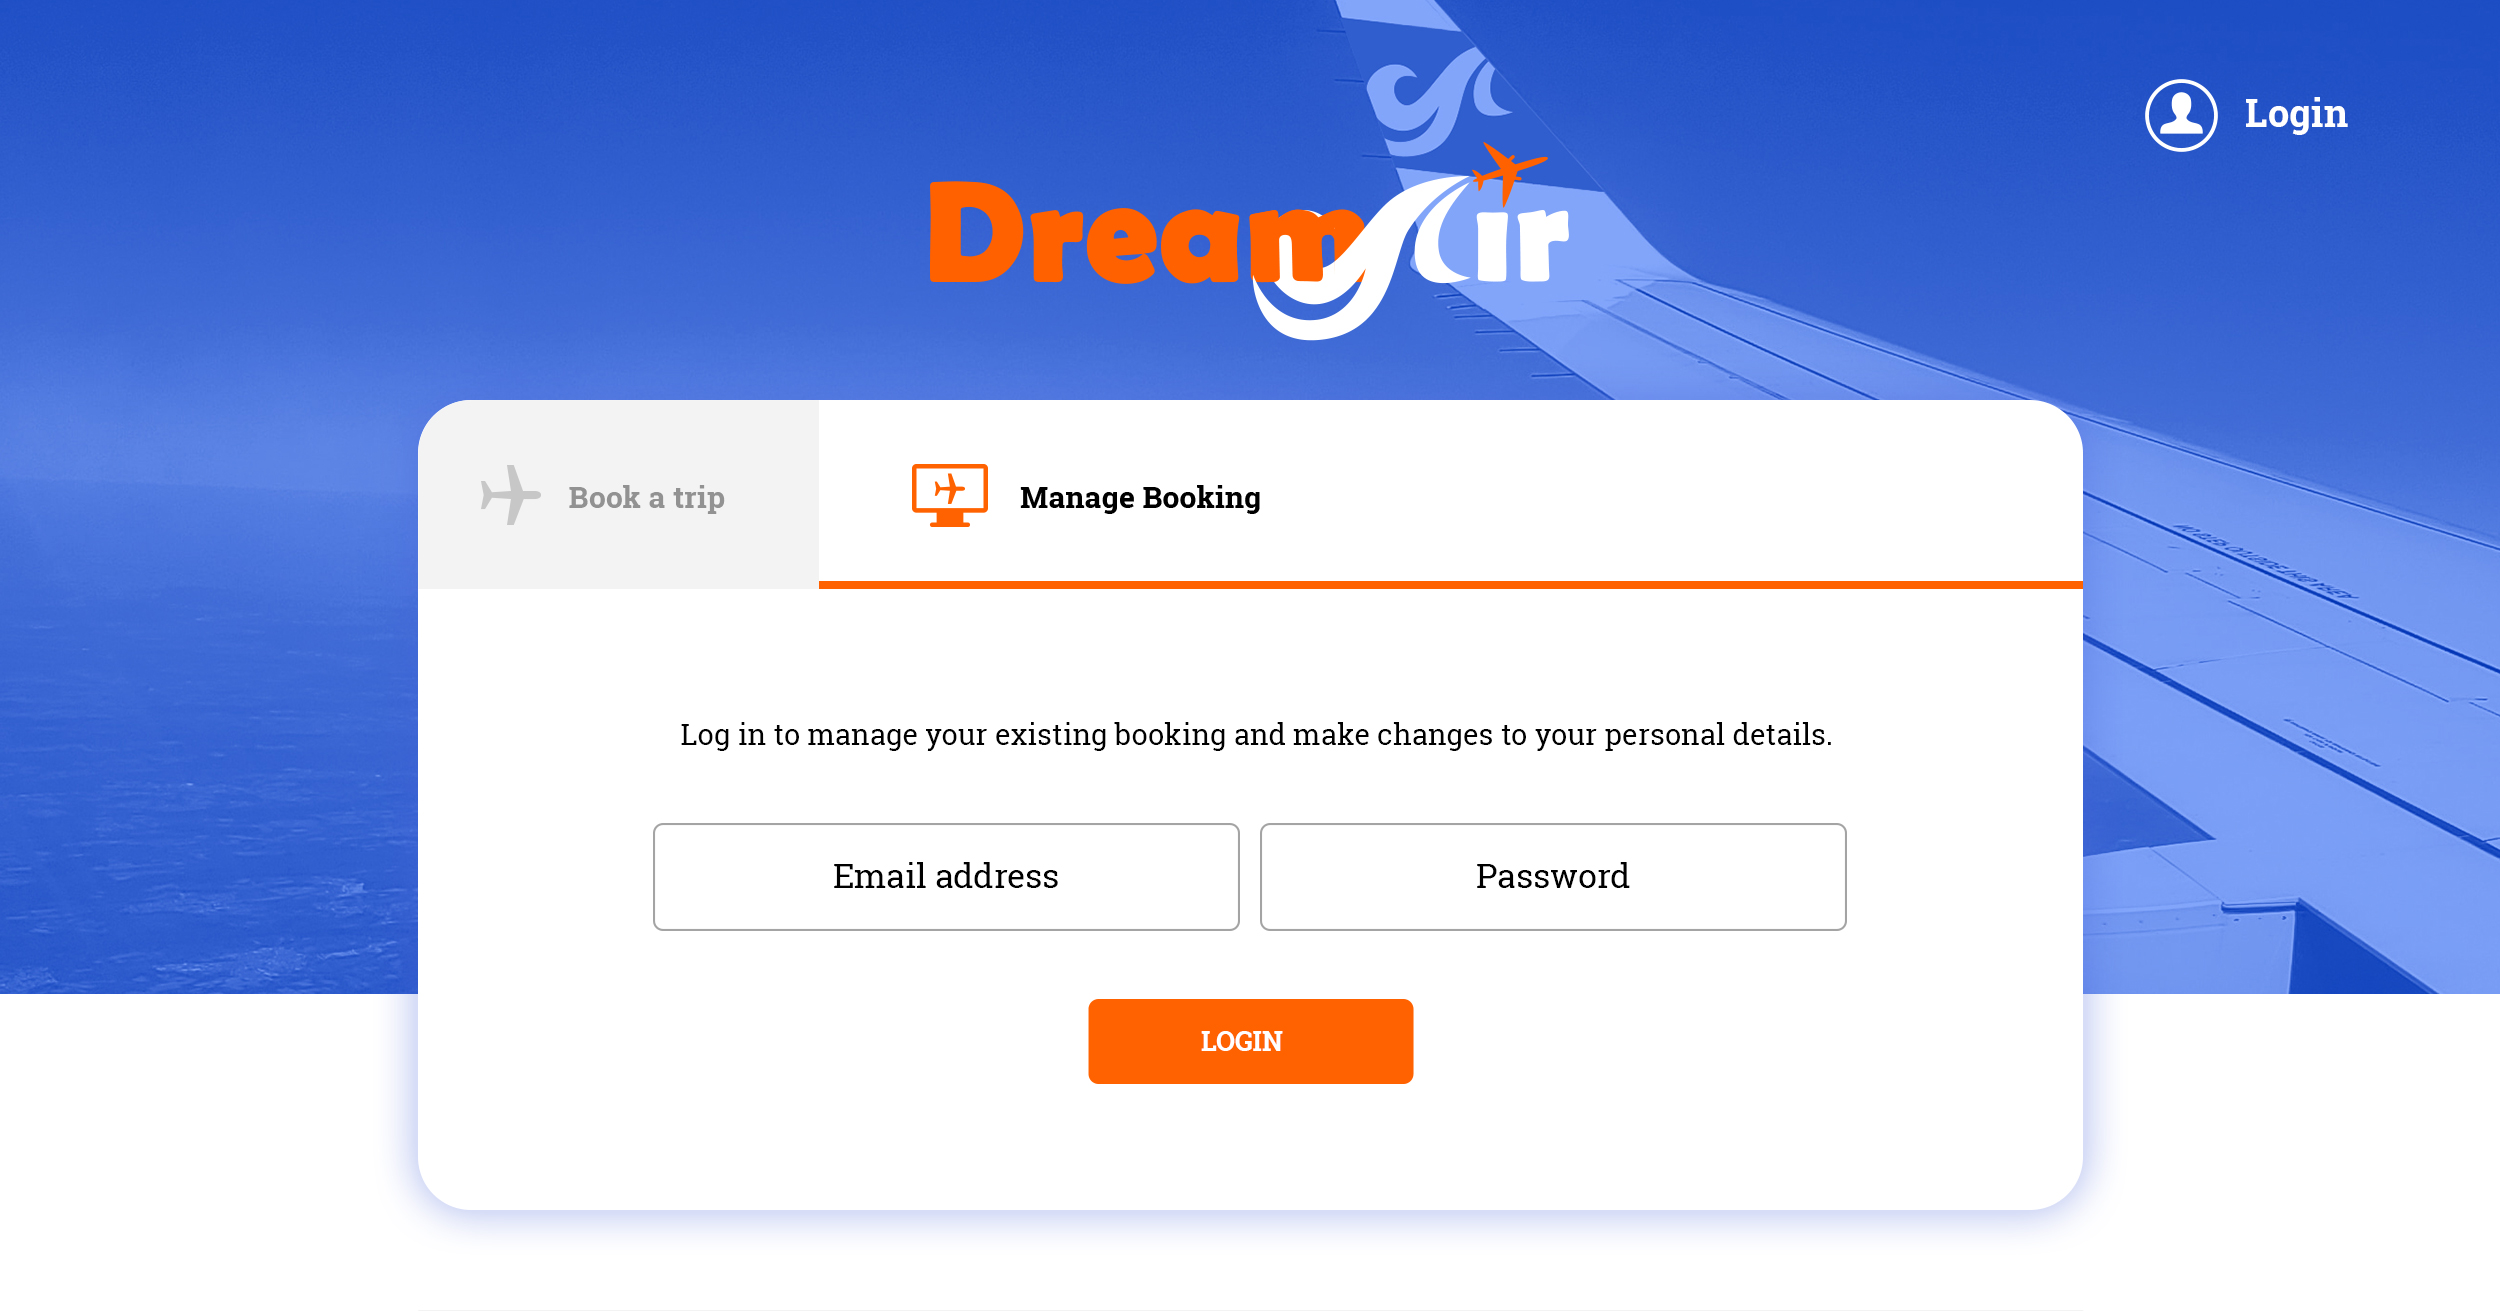 Login
DreamAir
Book a trip
Manage Booking
Log in to manage your existing booking and make changes to your personal details.
Email address
Password
LOGIN